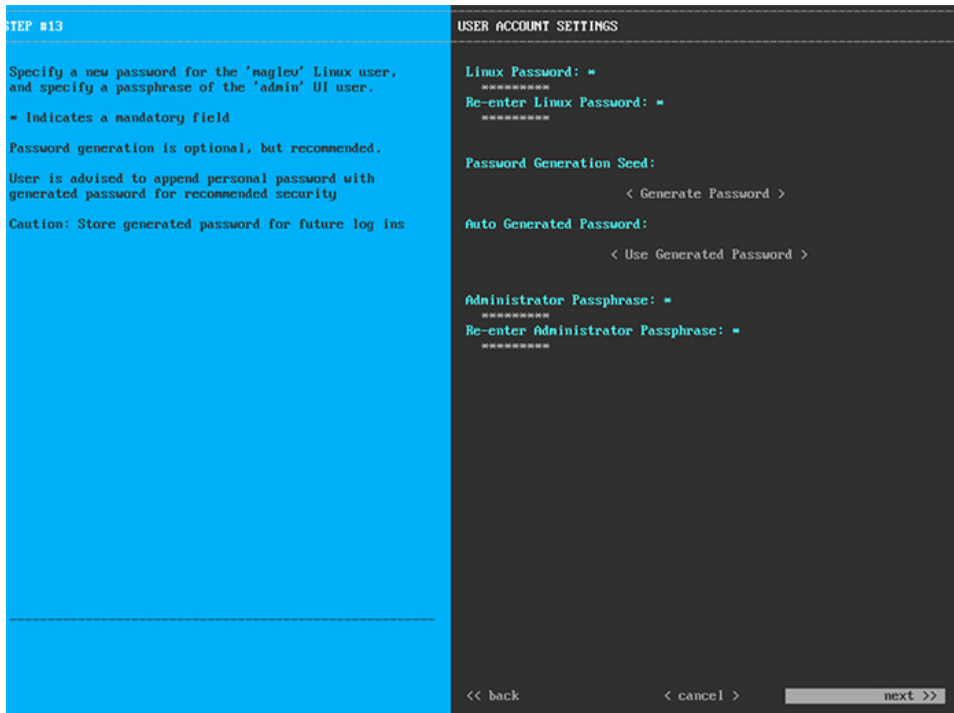 STEP #13
Specify a new password for the 'maglev' Linux user,
and specify a passphrase of the 'admin' UI user.
* Indicates a mandatory field
Password generation is optional, but recommended.
User is advised to append personal password with
generated password for recommended security
Caution: Store generated password for future log ins
USER ACCOUNT SETTINGS
Linux Password: *
*********
Re-enter Linux Password: *
*********
Password Generation Seed:
< Generate Password >
Auto Generated Password:
< Use Generated Password >
Administrator Passphrase: *
*********
Re-enter Administrator Passphrase: *
*********
<< back < cancel > next >>